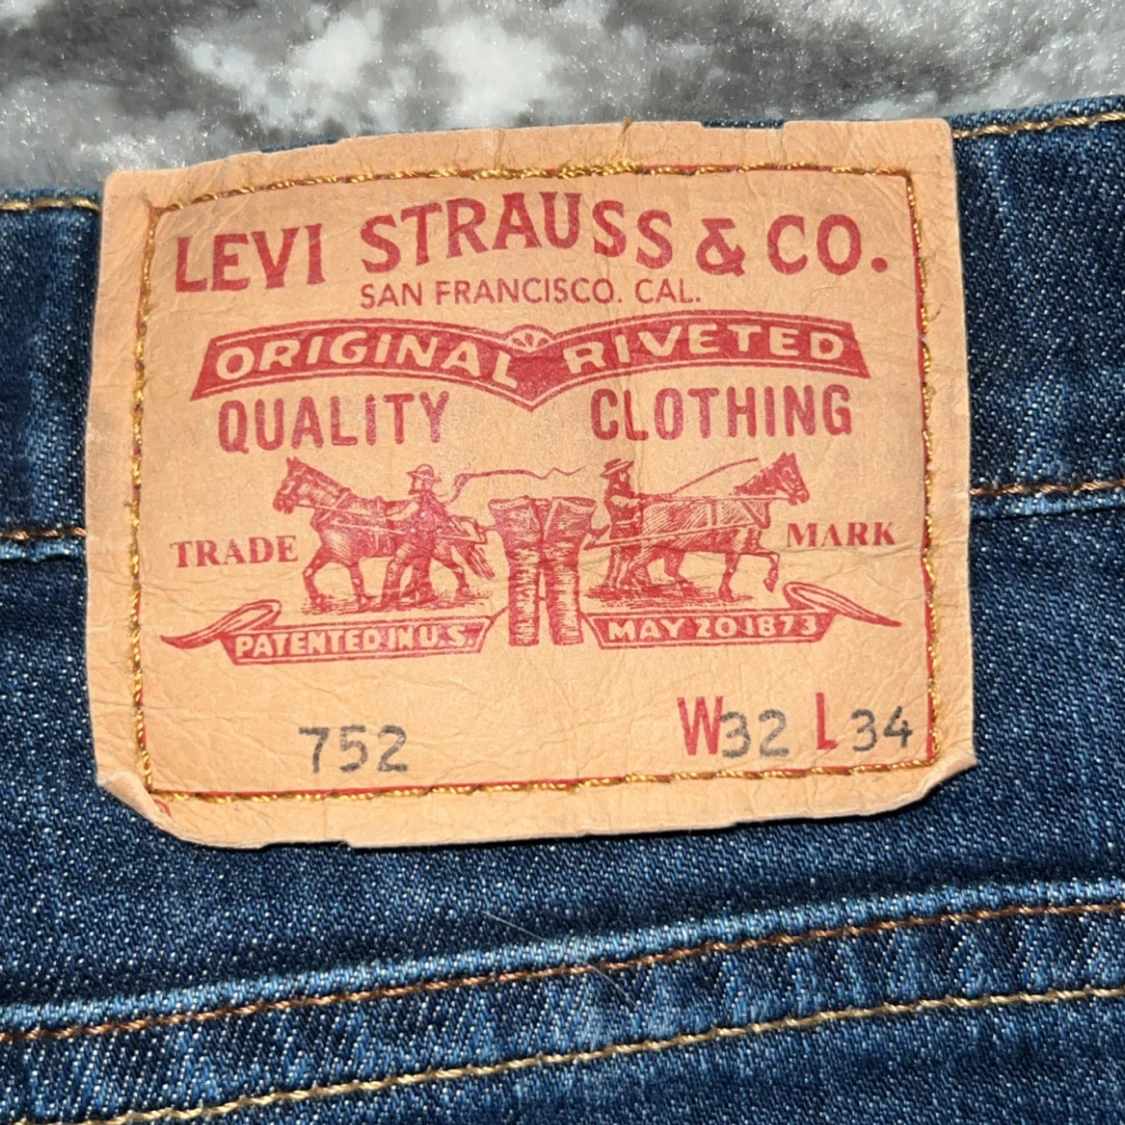 LEVI STRAUSS & CO.
SAN FRANCISCO. CAL.
ORIGINAL RIVETED
QUALITY CLOTHING
TRADE MARK
PATENTED IN U.S. MAY 20 1873
752 W32 L34